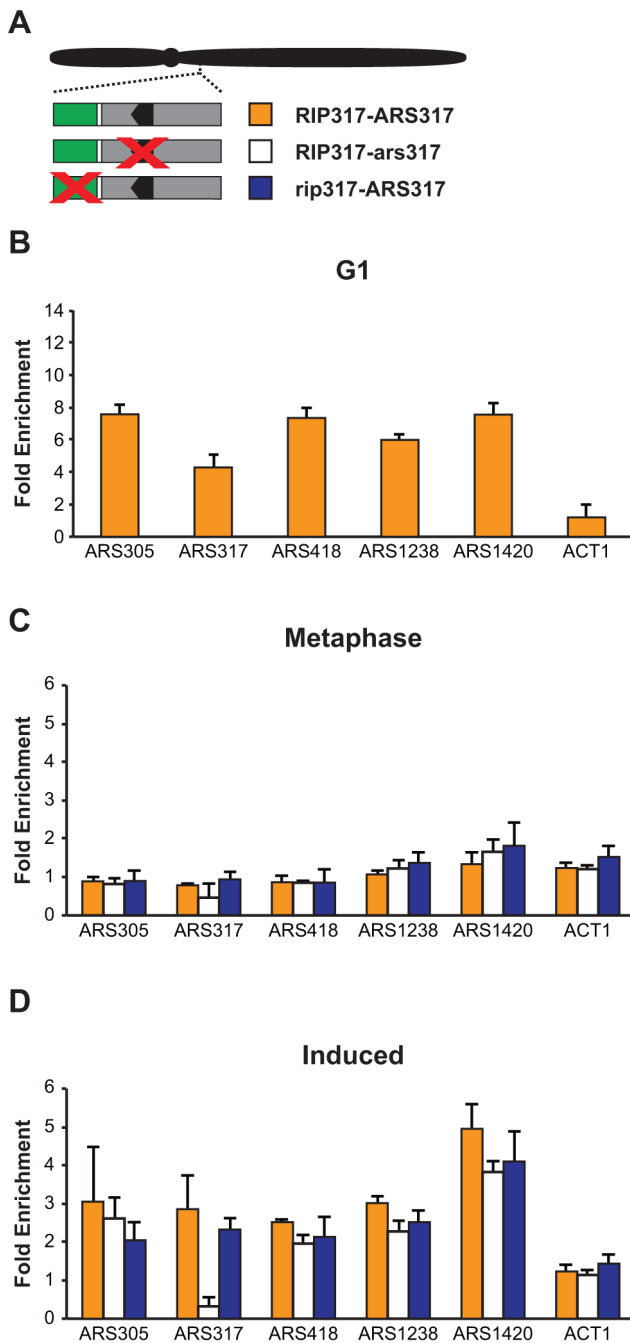 A
RIP317-ARS317
RIP317-ars317
rip317-ARS317
B
G1
Fold Enrichment
14
12
10
8
6
4
2
0
ARS305 ARS317 ARS418 ARS1238 ARS1420 ACT1
C
Metaphase
Fold Enrichment
6
5
4
3
2
1
0
ARS305 ARS317 ARS418 ARS1238 ARS1420 ACT1
D
Induced
Fold Enrichment
6
5
4
3
2
1
0
ARS305 ARS317 ARS418 ARS1238 ARS1420 ACT1